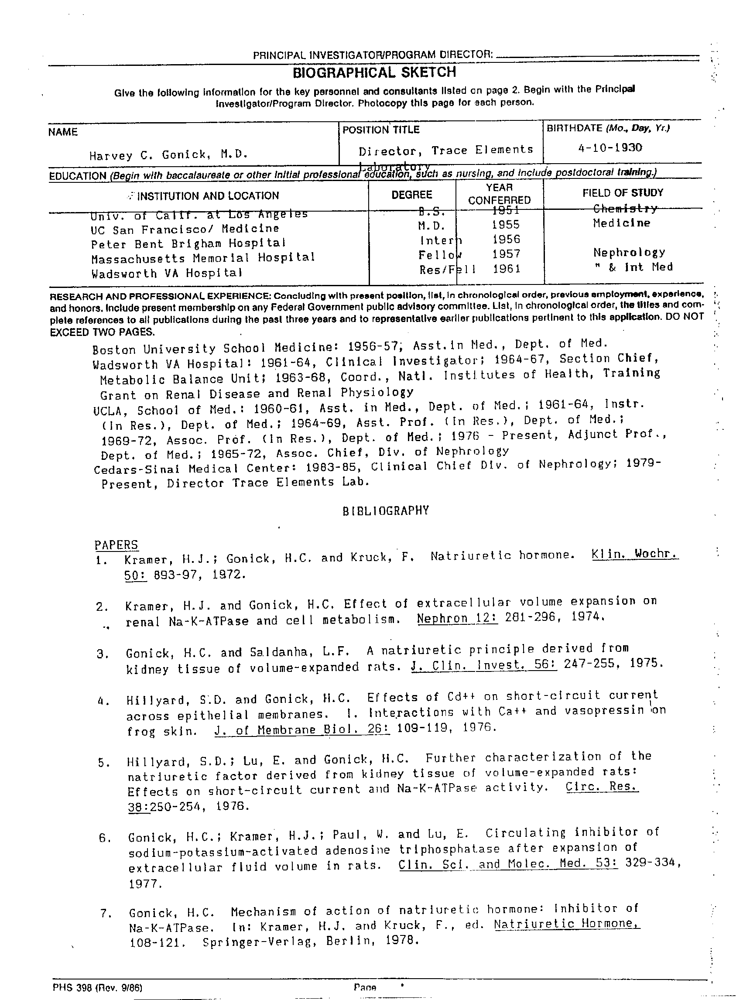 PRINCIPAL INVESTIGATOR/PROGRAM DIRECTOR:
BIOGRAPHICAL SKETCH
Give the following information for the key personnel and consultants listed on page 2. Begin with the Principal
Investigator/Program Director. Photocopy this page for each person.
NAME POSITION TITLE BIRTHDATE (Mo., Day, Yr.)
Harvey C. Gonick, M.D. Director, Trace Elements 4-10-1930
Laboratory
EDUCATION (Begin with baccalaureate or other initial professional education, such as nursing, and include postdoctoral training.)
INSTITUTION AND LOCATION DEGREE YEAR CONFERRED FIELD OF STUDY
Univ. of Calif. at Los Angeles B.S. 1951 Chemistry
UC San Francisco/ Medicine M.D. 1955 Medicine
Peter Bent Brigham Hospital Intern 1956
Massachusetts Memorial Hospital Fellow 1957 Nephrology
Wadsworth VA Hospital Res/Fell 1961 " & Int Med
RESEARCH AND PROFESSIONAL EXPERIENCE: Concluding with present position, list, in chronological order, previous employment, experience,
and honors. Include present membership on any Federal Government public advisory committee. List, in chronological order, the titles and com-
plete references to all publications during the past three years and to representative earlier publications pertinent to this application. DO NOT
EXCEED TWO PAGES.
Boston University School Medicine: 1956-57, Asst.in Med., Dept. of Med.
Wadsworth VA Hospital: 1961-64, Clinical Investigator; 1964-67, Section Chief,
Metabolic Balance Unit; 1963-68, Coord., Natl. Institutes of Health, Training
Grant on Renal Disease and Renal Physiology
UCLA, School of Med.: 1960-61, Asst. in Med., Dept. of Med.; 1961-64, Instr.
(In Res.), Dept. of Med.; 1964-69, Asst. Prof. (In Res.), Dept. of Med.;
1969-72, Assoc. Prof. (In Res.), Dept. of Med.; 1976 - Present, Adjunct Prof.,
Dept. of Med.; 1965-72, Assoc. Chief, Div. of Nephrology
Cedars-Sinai Medical Center: 1983-85, Clinical Chief Div. of Nephrology; 1979-
Present, Director Trace Elements Lab.
BIBLIOGRAPHY
PAPERS
1. Kramer, H.J.; Gonick, H.C. and Kruck, F. Natriuretic hormone. Klin. Wochr.
50: 893-97, 1972.
2. Kramer, H.J. and Gonick, H.C. Effect of extracellular volume expansion on
renal Na-K-ATPase and cell metabolism. Nephron 12: 281-296, 1974.
3. Gonick, H.C. and Saldanha, L.F. A natriuretic principle derived from
kidney tissue of volume-expanded rats. J. Clin. Invest. 56: 247-255, 1975.
4. Hillyard, S.D. and Gonick, H.C. Effects of Cd++ on short-circuit current
across epithelial membranes. I. Interactions with Ca++ and vasopressin on
frog skin. J. of Membrane Biol. 26: 109-119, 1976.
5. Hillyard, S.D.; Lu, E. and Gonick, H.C. Further characterization of the
natriuretic factor derived from kidney tissue of volume-expanded rats:
Effects on short-circuit current and Na-K-ATPase activity. Circ. Res.
38:250-254, 1976.
6. Gonick, H.C.; Kramer, H.J.; Paul, W. and Lu, E. Circulating inhibitor of
sodium-potassium-activated adenosine triphosphatase after expansion of
extracellular fluid volume in rats. Clin. Sci. and Molec. Med. 53: 329-334,
1977.
7. Gonick, H.C. Mechanism of action of natriuretic hormone: Inhibitor of
Na-K-ATPase. In: Kramer, H.J. and Kruck, F., ed. Natriuretic Hormone,
108-121. Springer-Verlag, Berlin, 1978.
PHS 398 (Rev. 9/86) Page